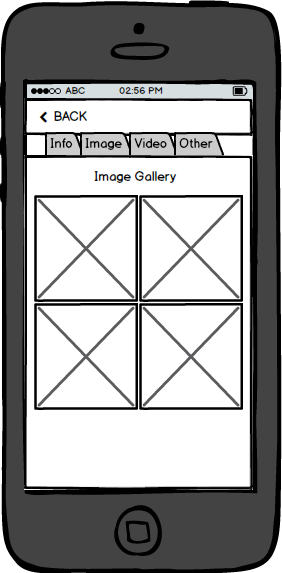 ABC 02:56 PM
BACK
Info Image Video Other
Image Gallery